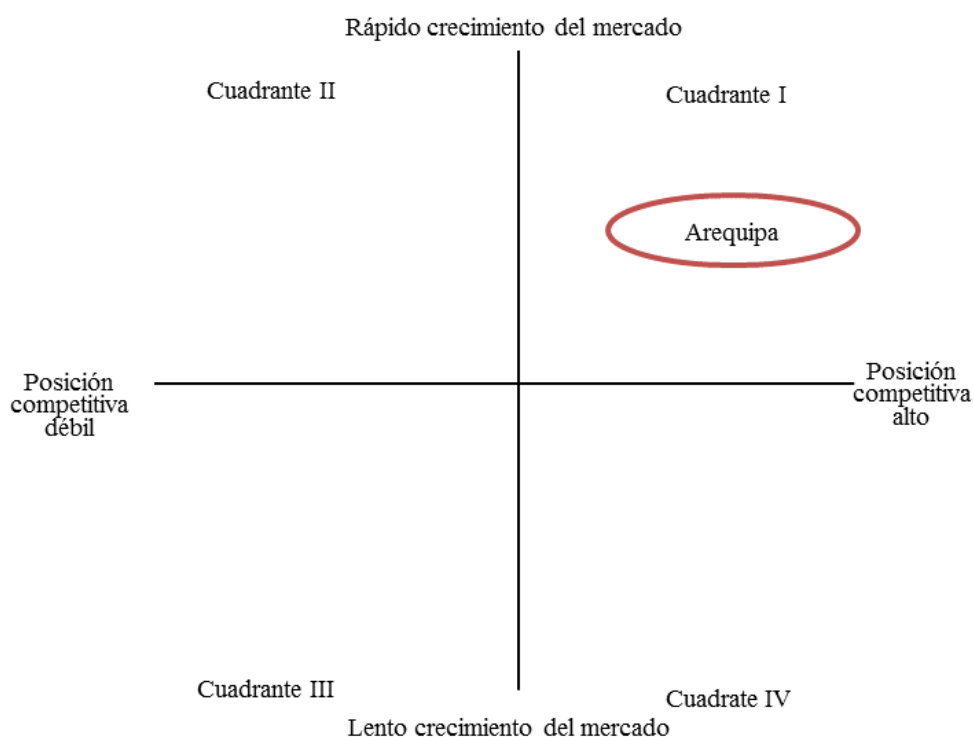 Rápido crecimiento del mercado
Cuadrante II
Cuadrante I
Arequipa
Posición
competitiva
débil
Posición
competitiva
alto
Cuadrante III
Cuadrate IV
Lento crecimiento del mercado